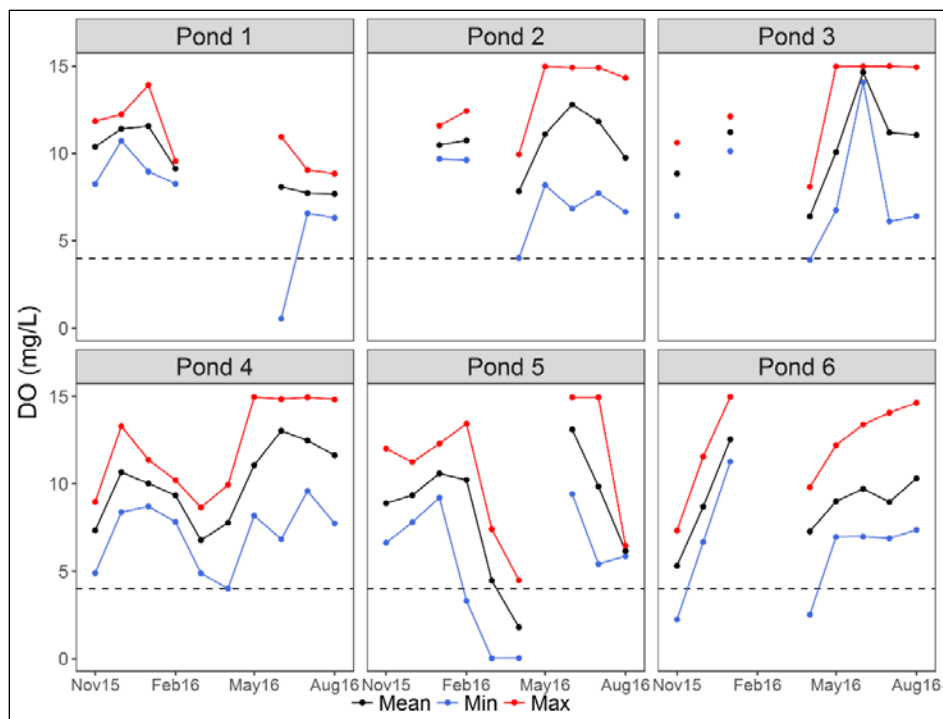 Pond 1 Pond 2 Pond 3
15
10
5
0
DO (mg/L)
Pond 4 Pond 5 Pond 6
15
10
5
0
Nov15 Feb16 May16 Aug16 Nov15 Feb16 May16 Aug16 Nov15 Feb16 May16 Aug16
Mean Min Max